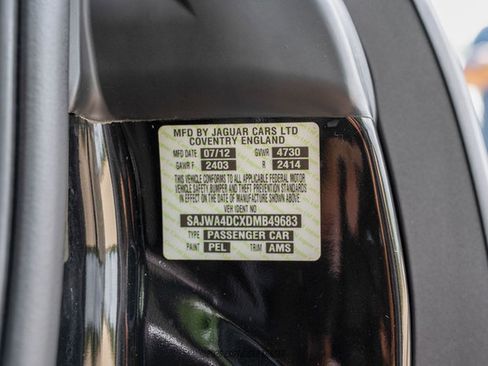 MFD BY JAGUAR CARS LTD
COVENTRY ENGLAND
MFD DATE 07/12 GVWR 4730
GAWR F 2403 R 2414
THIS VEHICLE CONFORMS TO ALL APPLICABLE FEDERAL MOTOR
VEHICLE SAFETY BUMPER AND THEFT PREVENTION STANDARDS
IN EFFECT ON THE DATE OF MANUFACTURE SHOWN
ABOVE
VEH IDENT Nº
SAJWA4DCXDMB49683
TYPE PASSENGER CAR
PAINT PEL TRIM AMS